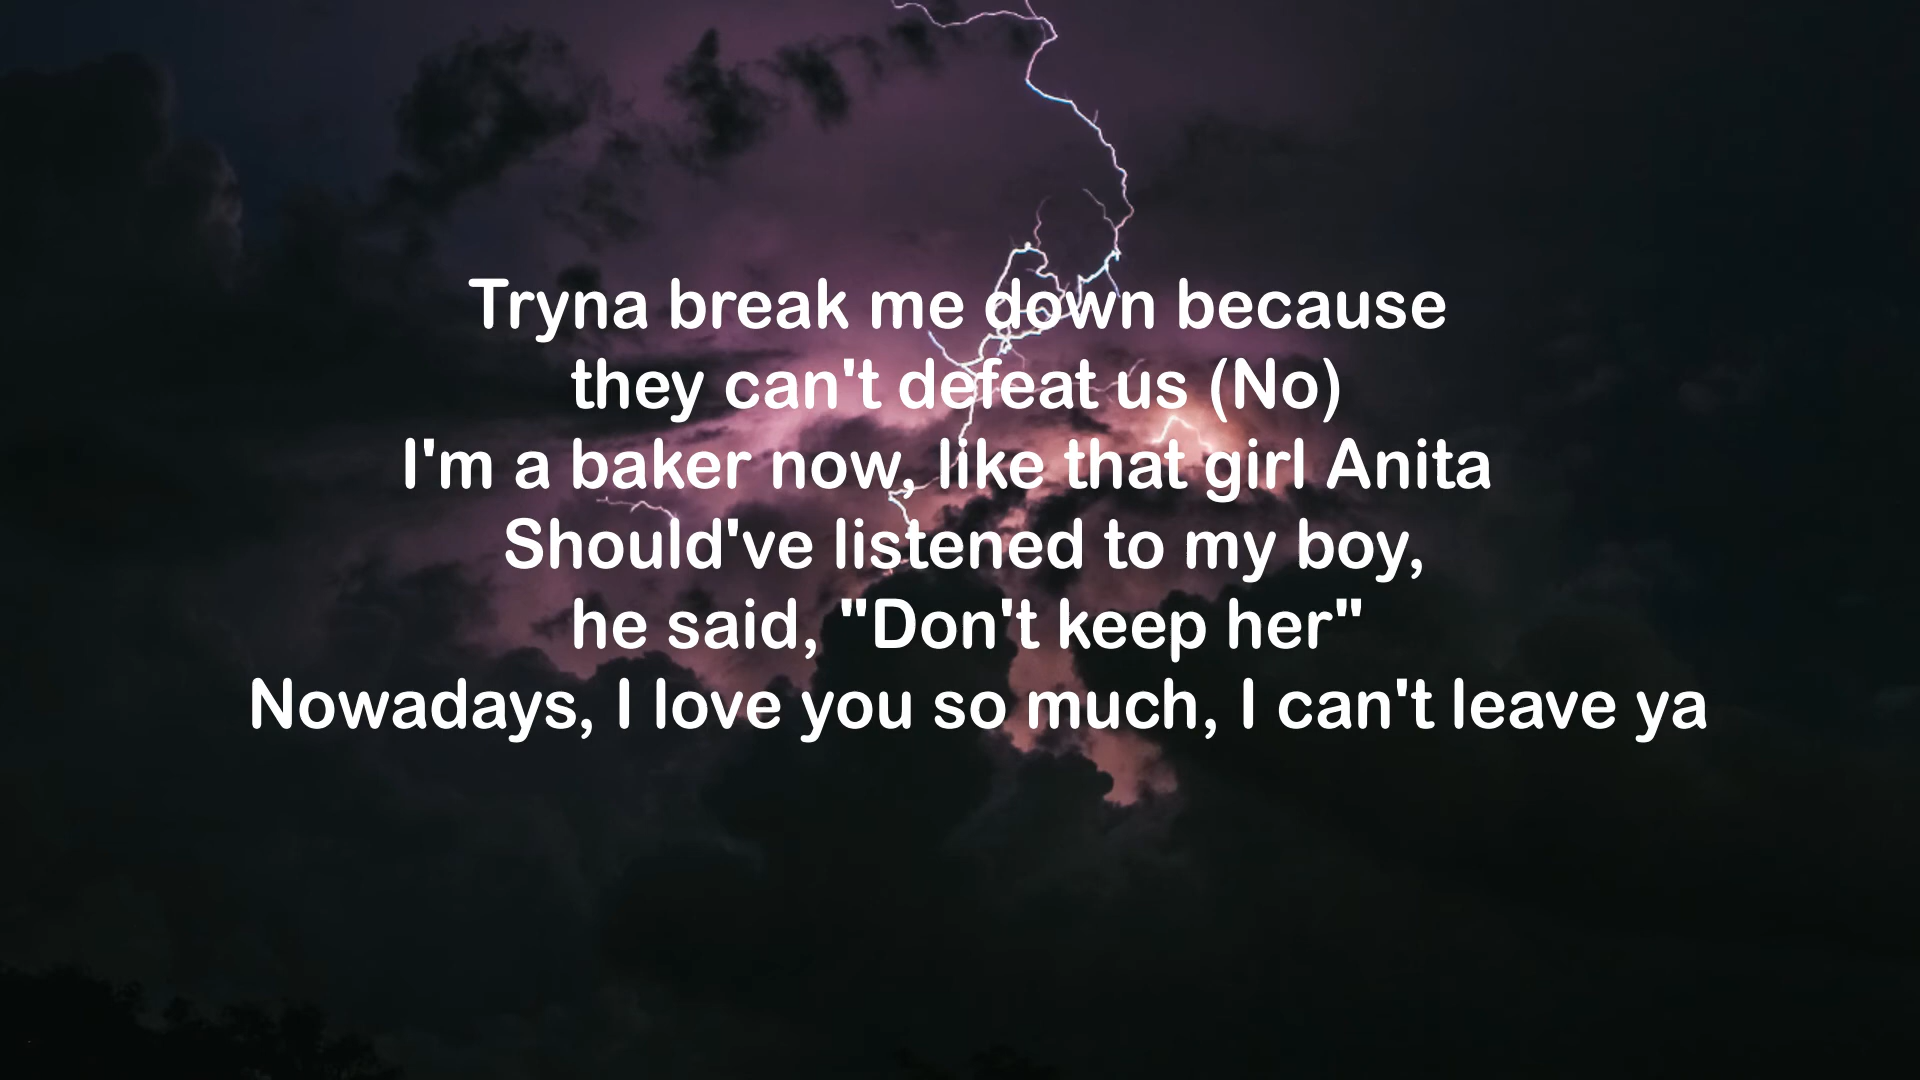 Tryna break me down because
they can't defeat us (No)
I'm a baker now, like that girl Anita
Should've listened to my boy,
he said, "Don't keep her"
Nowadays, I love you so much, I can't leave ya